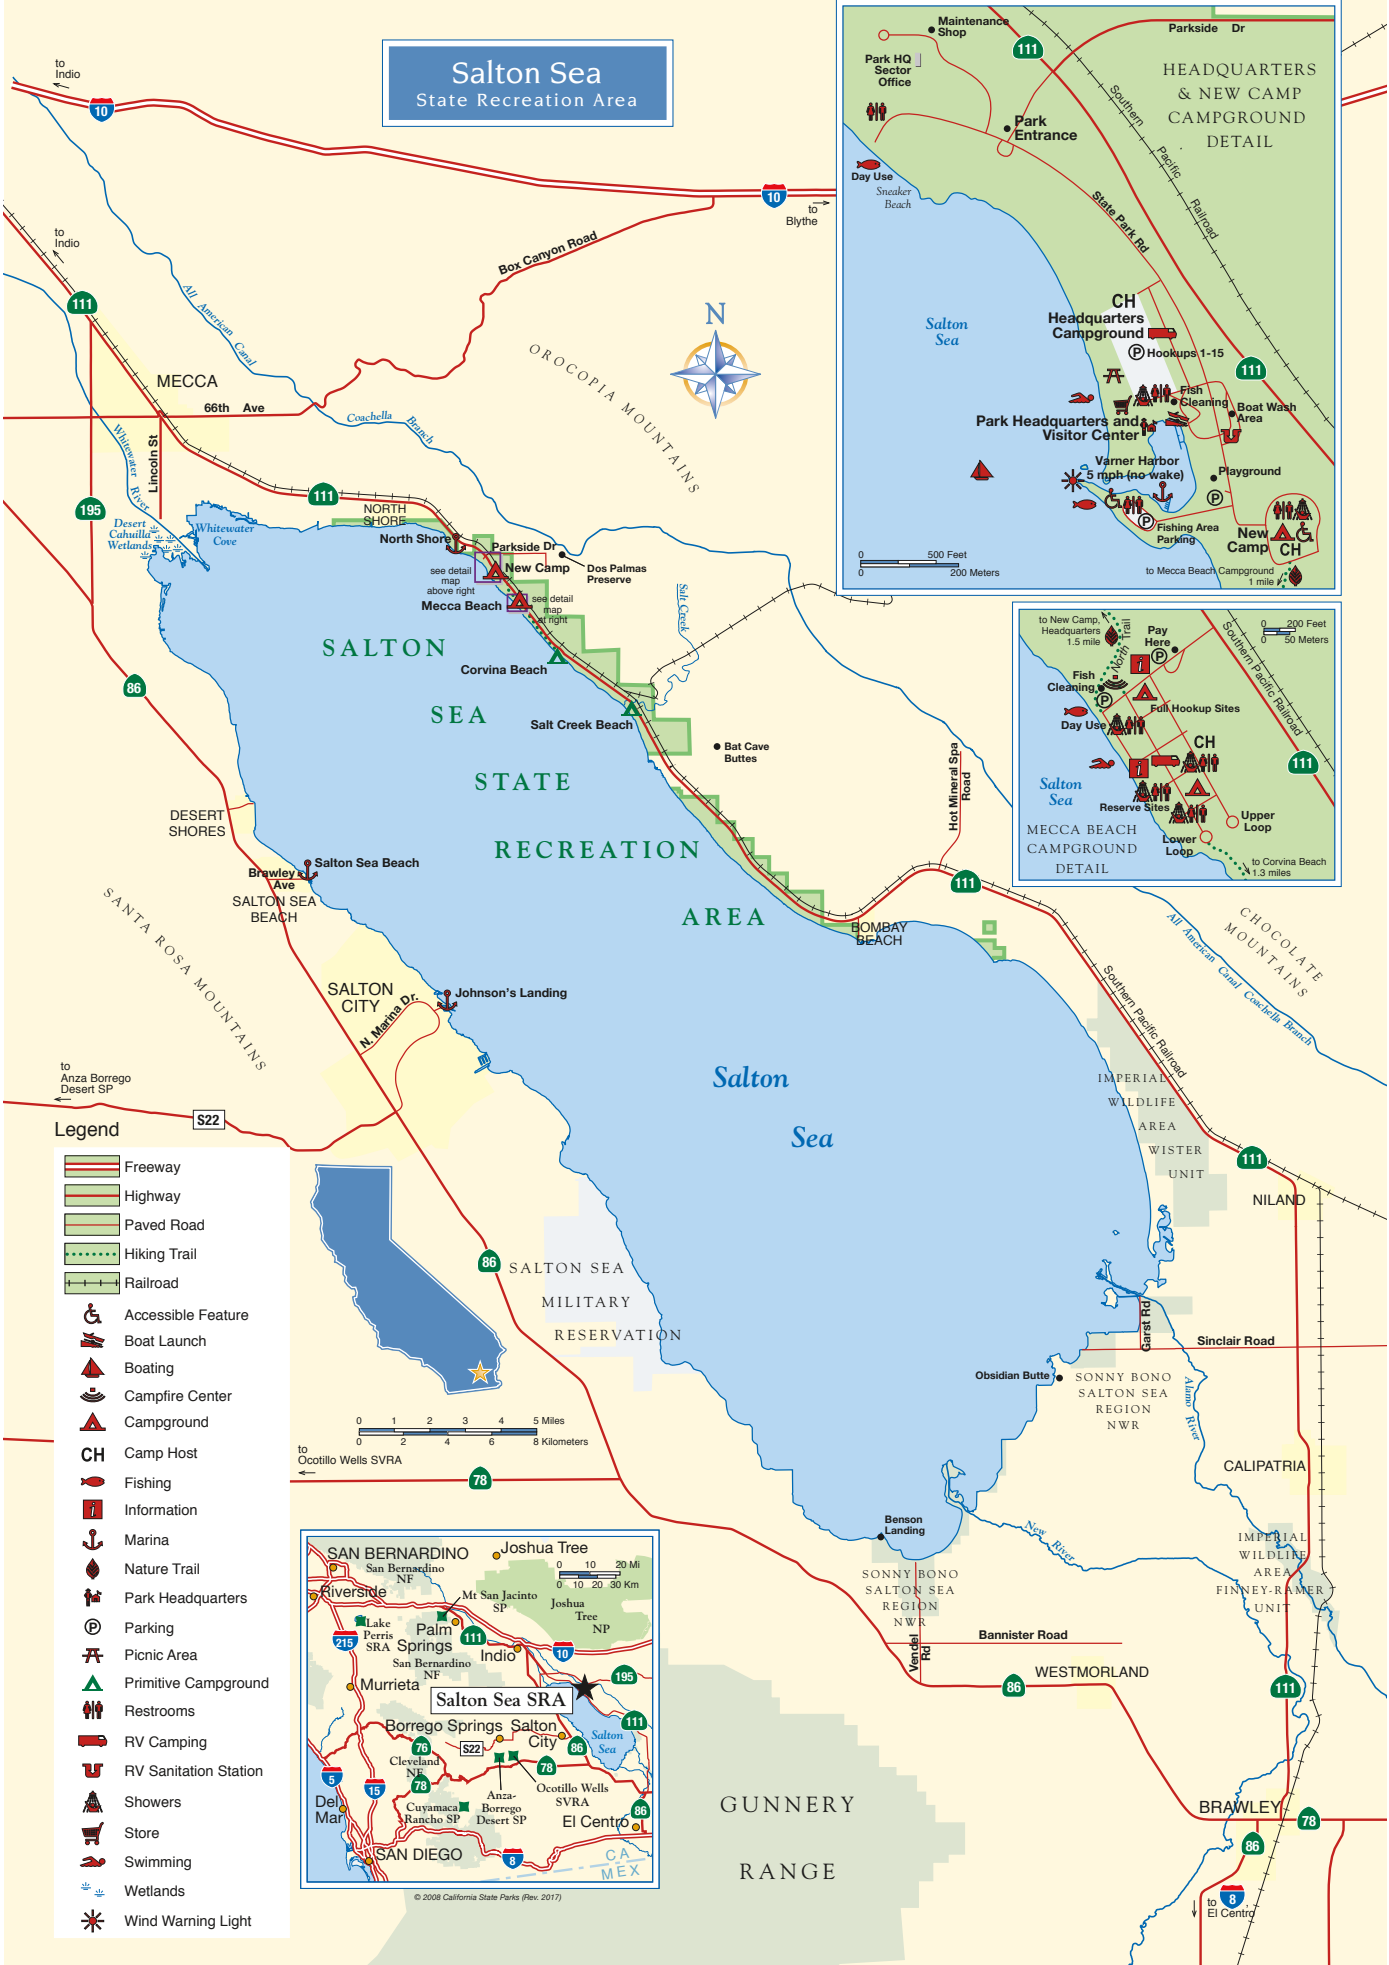 Salton Sea
State Recreation Area
to
Indio
10
10
to
Blythe
to
Indio
111
All American
Canal
Box Canyon Road
N
OROCOPIA MOUNTAINS
MECCA
66th Ave
Coachella
Branch
Whitewater
River
Lincoln St
195
111
NORTH
SHORE
Desert
Cahuilla
Wetlands
Whitewater
Cove
North Shore
Parkside Dr
New Camp
Dos Palmas
Preserve
see detail
map
above right
Mecca Beach
see detail
map
at right
Salt Creek
SALTON
SEA
STATE
RECREATION
AREA
Corvina Beach
Salt Creek Beach
Bat Cave
Buttes
86
Hot Mineral Spa
Road
DESERT
SHORES
Salton Sea Beach
Brawley
Ave
SALTON SEA
BEACH
SANTA ROSA MOUNTAINS
111
BOMBAY
BEACH
CHOCOLATE
MOUNTAINS
All American Canal Coachella Branch
Southern Pacific Railroad
SALTON
CITY
Johnson's Landing
N. Marina Dr.
Salton
Sea
to
Anza Borrego
Desert SP
S22
IMPERIAL
WILDLIFE
AREA
WISTER
UNIT
111
NILAND
86
SALTON SEA
MILITARY
RESERVATION
Garst Rd
Sinclair Road
Obsidian Butte
SONNY BONO
SALTON SEA
REGION
NWR
Alamo River
CALIPATRIA
0 1 2 3 4 5 Miles
0 2 4 6 8 Kilometers
to
Ocotillo Wells SVRA
78
Benson
Landing
New River
IMPERIAL
WILDLIFE
AREA
FINNEY-RAMER
UNIT
SONNY BONO
SALTON SEA
REGION
NWR
Vendel
Rd
Bannister Road
WESTMORLAND
86
111
GUNNERY
RANGE
BRAWLEY
78
86
to
8
El Centro
Legend
Freeway
Highway
Paved Road
Hiking Trail
Railroad
Accessible Feature
Boat Launch
Boating
Campfire Center
Campground
CH Camp Host
Fishing
Information
Marina
Nature Trail
Park Headquarters
P Parking
Picnic Area
Primitive Campground
Restrooms
RV Camping
RV Sanitation Station
Showers
Store
Swimming
Wetlands
Wind Warning Light
HEADQUARTERS
& NEW CAMP
CAMPGROUND
DETAIL
Maintenance
Shop
Park HQ
Sector
Office
111
Parkside Dr
Southern
Pacific
Railroad
Park
Entrance
Day Use
Sneaker
Beach
State Park Rd
Salton
Sea
CH
Headquarters
Campground
P Hookups 1-15
111
Fish
Cleaning
Boat Wash
Area
Park Headquarters and
Visitor Center
Varner Harbor
5 mph (no wake)
Playground
P
P
Fishing Area
Parking
New
Camp
CH
0 500 Feet
0 200 Meters
to Mecca Beach Campground
1 mile
to New Camp,
Headquarters
1.5 mile
North Trail
Pay
Here
P
0 200 Feet
0 50 Meters
Southern Pacific Railroad
Fish
Cleaning
P
Full Hookup Sites
Day Use
CH
111
Salton
Sea
Reserve Sites
MECCA BEACH
CAMPGROUND
DETAIL
Upper
Loop
Lower
Loop
to Corvina Beach
1.3 miles
SAN BERNARDINO
Joshua Tree
San Bernardino
NF
0 10 20 Mi
0 10 20 30 Km
Riverside
Mt San Jacinto
SP
Joshua
Tree
NP
Lake
Perris
SRA
215
Palm
Springs
111
Indio
10
San Bernardino
NF
195
Murrieta
Salton Sea SRA
111
Borrego Springs
Salton
City
Salton
Sea
76
S22
86
Cleveland
NF
78
78
5
15
Ocotillo Wells
SVRA
Anza-
Borrego
Desert SP
Cuyamaca
Rancho SP
Del
Mar
86
El Centro
SAN DIEGO
8
CA
MEX
© 2008 California State Parks (Rev. 2017)